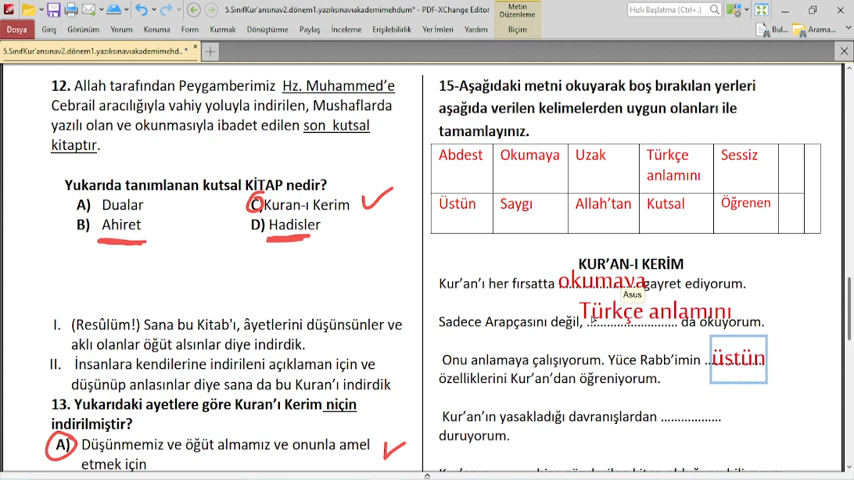 5.SınıfKur'ansınav2.dönem1.yazılısınavıakademimehdum* - PDF-XChange Editor
Metin Düzenleme
Hızlı Başlatma (Ctrl+.)
Dosya Giriş Görünüm Yorum Form Kurmak Dönüştürme Paylaş İnceleme Erişilebilirlik Yer İmleri Yardım Biçim
Bul... Arama...
5.SınıfKur'ansınav2.dönem1.yazılısınavıakademimehd.. *
12. Allah tarafından Peygamberimiz Hz. Muhammed'e
Cebrail aracılığıyla vahiy yoluyla indirilen, Mushaflarda
yazılı olan ve okunmasıyla ibadet edilen son kutsal
kitaptır.
Yukarıda tanımlanan kutsal KİTAP nedir?
A) Dualar C) Kuran-ı Kerim
B) Ahiret D) Hadisler
I. (Resûlüm!) Sana bu Kitab'ı, âyetlerini düşünsünler ve
aklı olanlar öğüt alsınlar diye indirdik.
II. İnsanlara kendilerine indirileni açıklaman için ve
düşünüp anlasınlar diye sana da bu Kuran'ı indirdik
13. Yukarıdaki ayetlere göre Kuran'ı Kerim niçin
indirilmiştir?
A) Düşünmemiz ve öğüt almamız ve onunla amel
etmek için
15-Aşağıdaki metni okuyarak boş bırakılan yerleri
aşağıda verilen kelimelerden uygun olanları ile
tamamlayınız.
Abdest Okumaya Uzak Türkçe anlamını Sessiz
Üstün Saygı Allah'tan Kutsal Öğrenen
KUR'AN-I KERİM
Kur'an'ı her fırsatta okumaya gayret ediyorum.
Asus
Türkçe anlamını
Sadece Arapçasını değil, .......................... da okuyorum.
Onu anlamaya çalışıyorum. Yüce Rabb'imin üstün
özelliklerini Kur'an'dan öğreniyorum.
Kur'an'ın yasakladığı davranışlardan ..................
duruyorum.